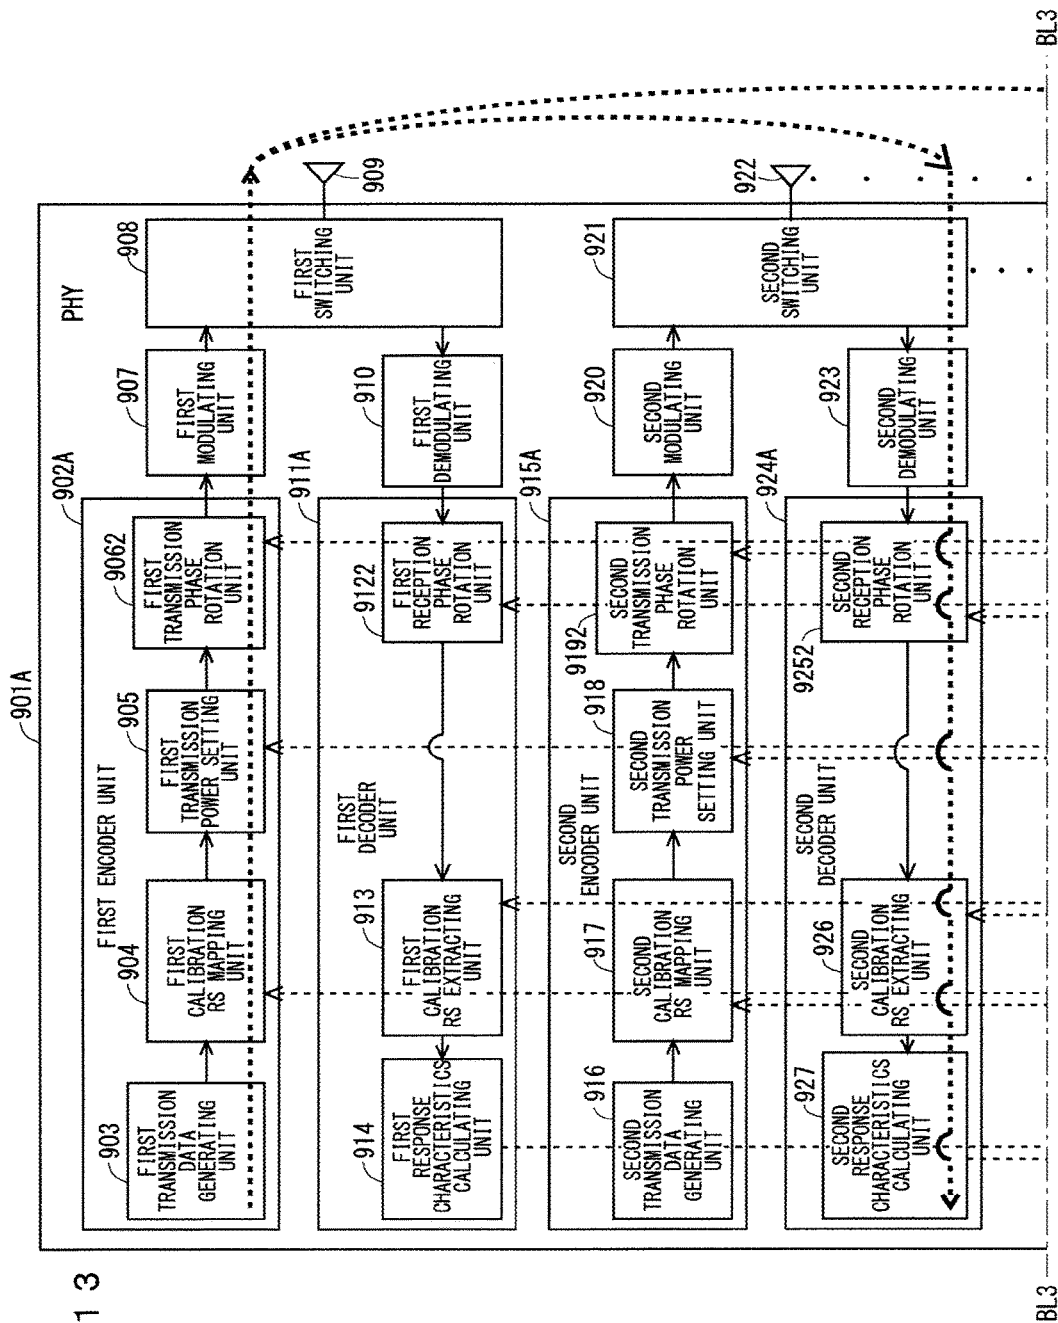 1 3
901A
PHY
902A
FIRST ENCODER UNIT
903
FIRST
TRANSMISSION
DATA
GENERATING
UNIT
904
FIRST
CALIBRATION
RS MAPPING
UNIT
905
FIRST
TRANSMISSION
POWER SETTING
UNIT
9062
FIRST
TRANSMISSION
PHASE
ROTATION
UNIT
907
FIRST
MODULATING
UNIT
908
FIRST
SWITCHING
UNIT
909
911A
FIRST
DECODER
UNIT
914
FIRST
RESPONSE
CHARACTERISTICS
CALCULATING
UNIT
913
FIRST
CALIBRATION
RS EXTRACTING
UNIT
9122
FIRST
RECEPTION
PHASE
ROTATION
UNIT
910
FIRST
DEMODULATING
UNIT
915A
SECOND
ENCODER UNIT
916
SECOND
TRANSMISSION
DATA
GENERATING
UNIT
917
SECOND
CALIBRATION
RS MAPPING
UNIT
918
SECOND
TRANSMISSION
POWER
SETTING UNIT
9192
SECOND
TRANSMISSION
PHASE
ROTATION
UNIT
920
SECOND
MODULATING
UNIT
921
SECOND
SWITCHING
UNIT
922
924A
SECOND
DECODER UNIT
927
SECOND
RESPONSE
CHARACTERISTICS
CALCULATING
UNIT
926
SECOND
CALIBRATION
RS EXTRACTING
UNIT
9252
SECOND
RECEPTION
PHASE
ROTATION
UNIT
923
SECOND
DEMODULATING
UNIT
BL3
BL3